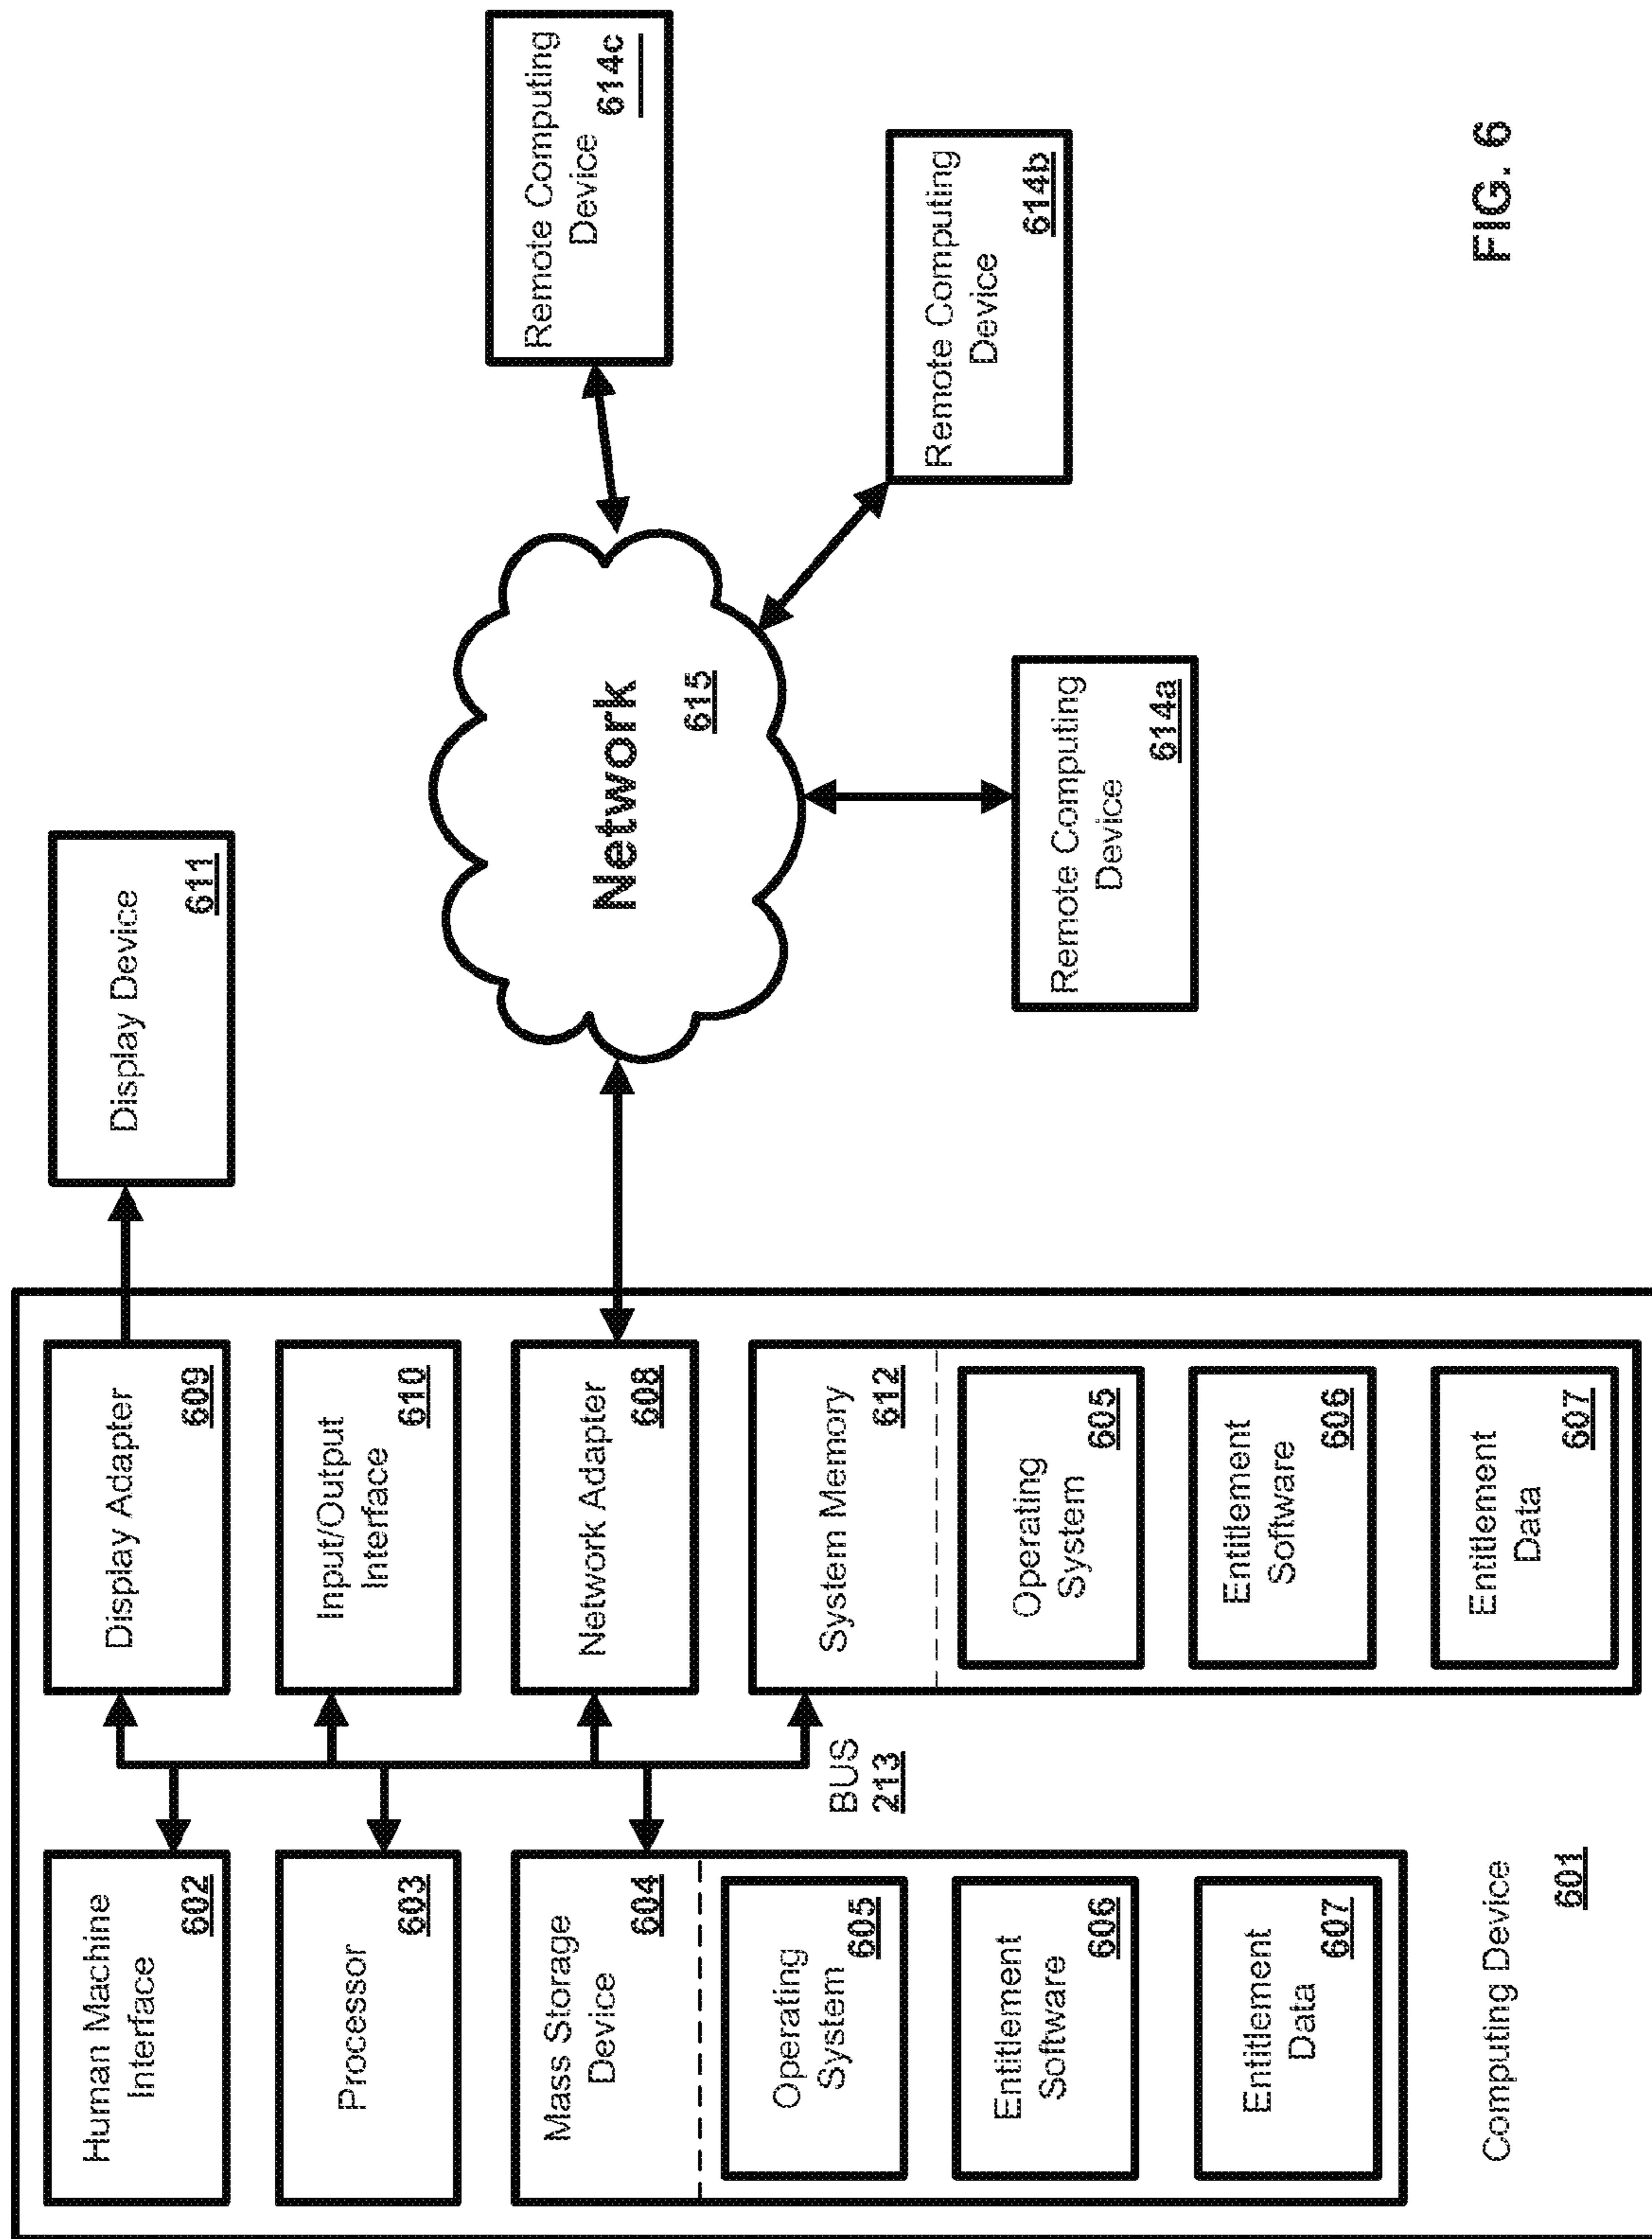 Human Machine
Interface
602
Processor
603
Mass Storage
Device
604
Operating
System
605
Entitlement
Software
606
Entitlement
Data
607
Computing Device
601
BUS
213
Display Adapter
609
Input/Output
Interface
610
Network Adapter
608
System Memory
612
Operating
System
605
Entitlement
Software
606
Entitlement
Data
607
Display Device
611
Network
615
Remote Computing
Device
614a
Remote Computing
Device
614b
Remote Computing
Device
614c
FIG. 6